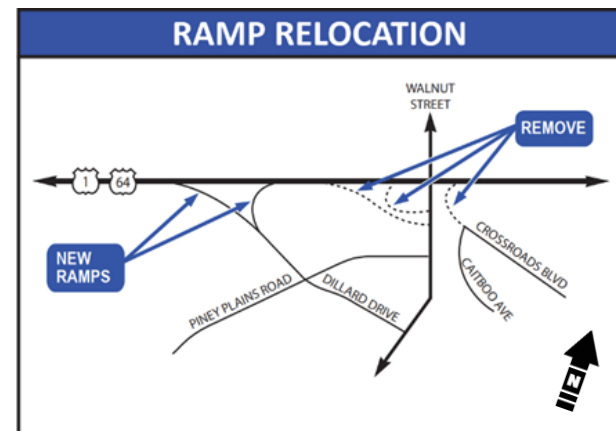 RAMP RELOCATION
WALNUT
STREET
REMOVE
1
64
NEW
RAMPS
CROSSROADS BLVD
CAITBOO AVE
PINEY PLAINS ROAD
DILLARD DRIVE
N